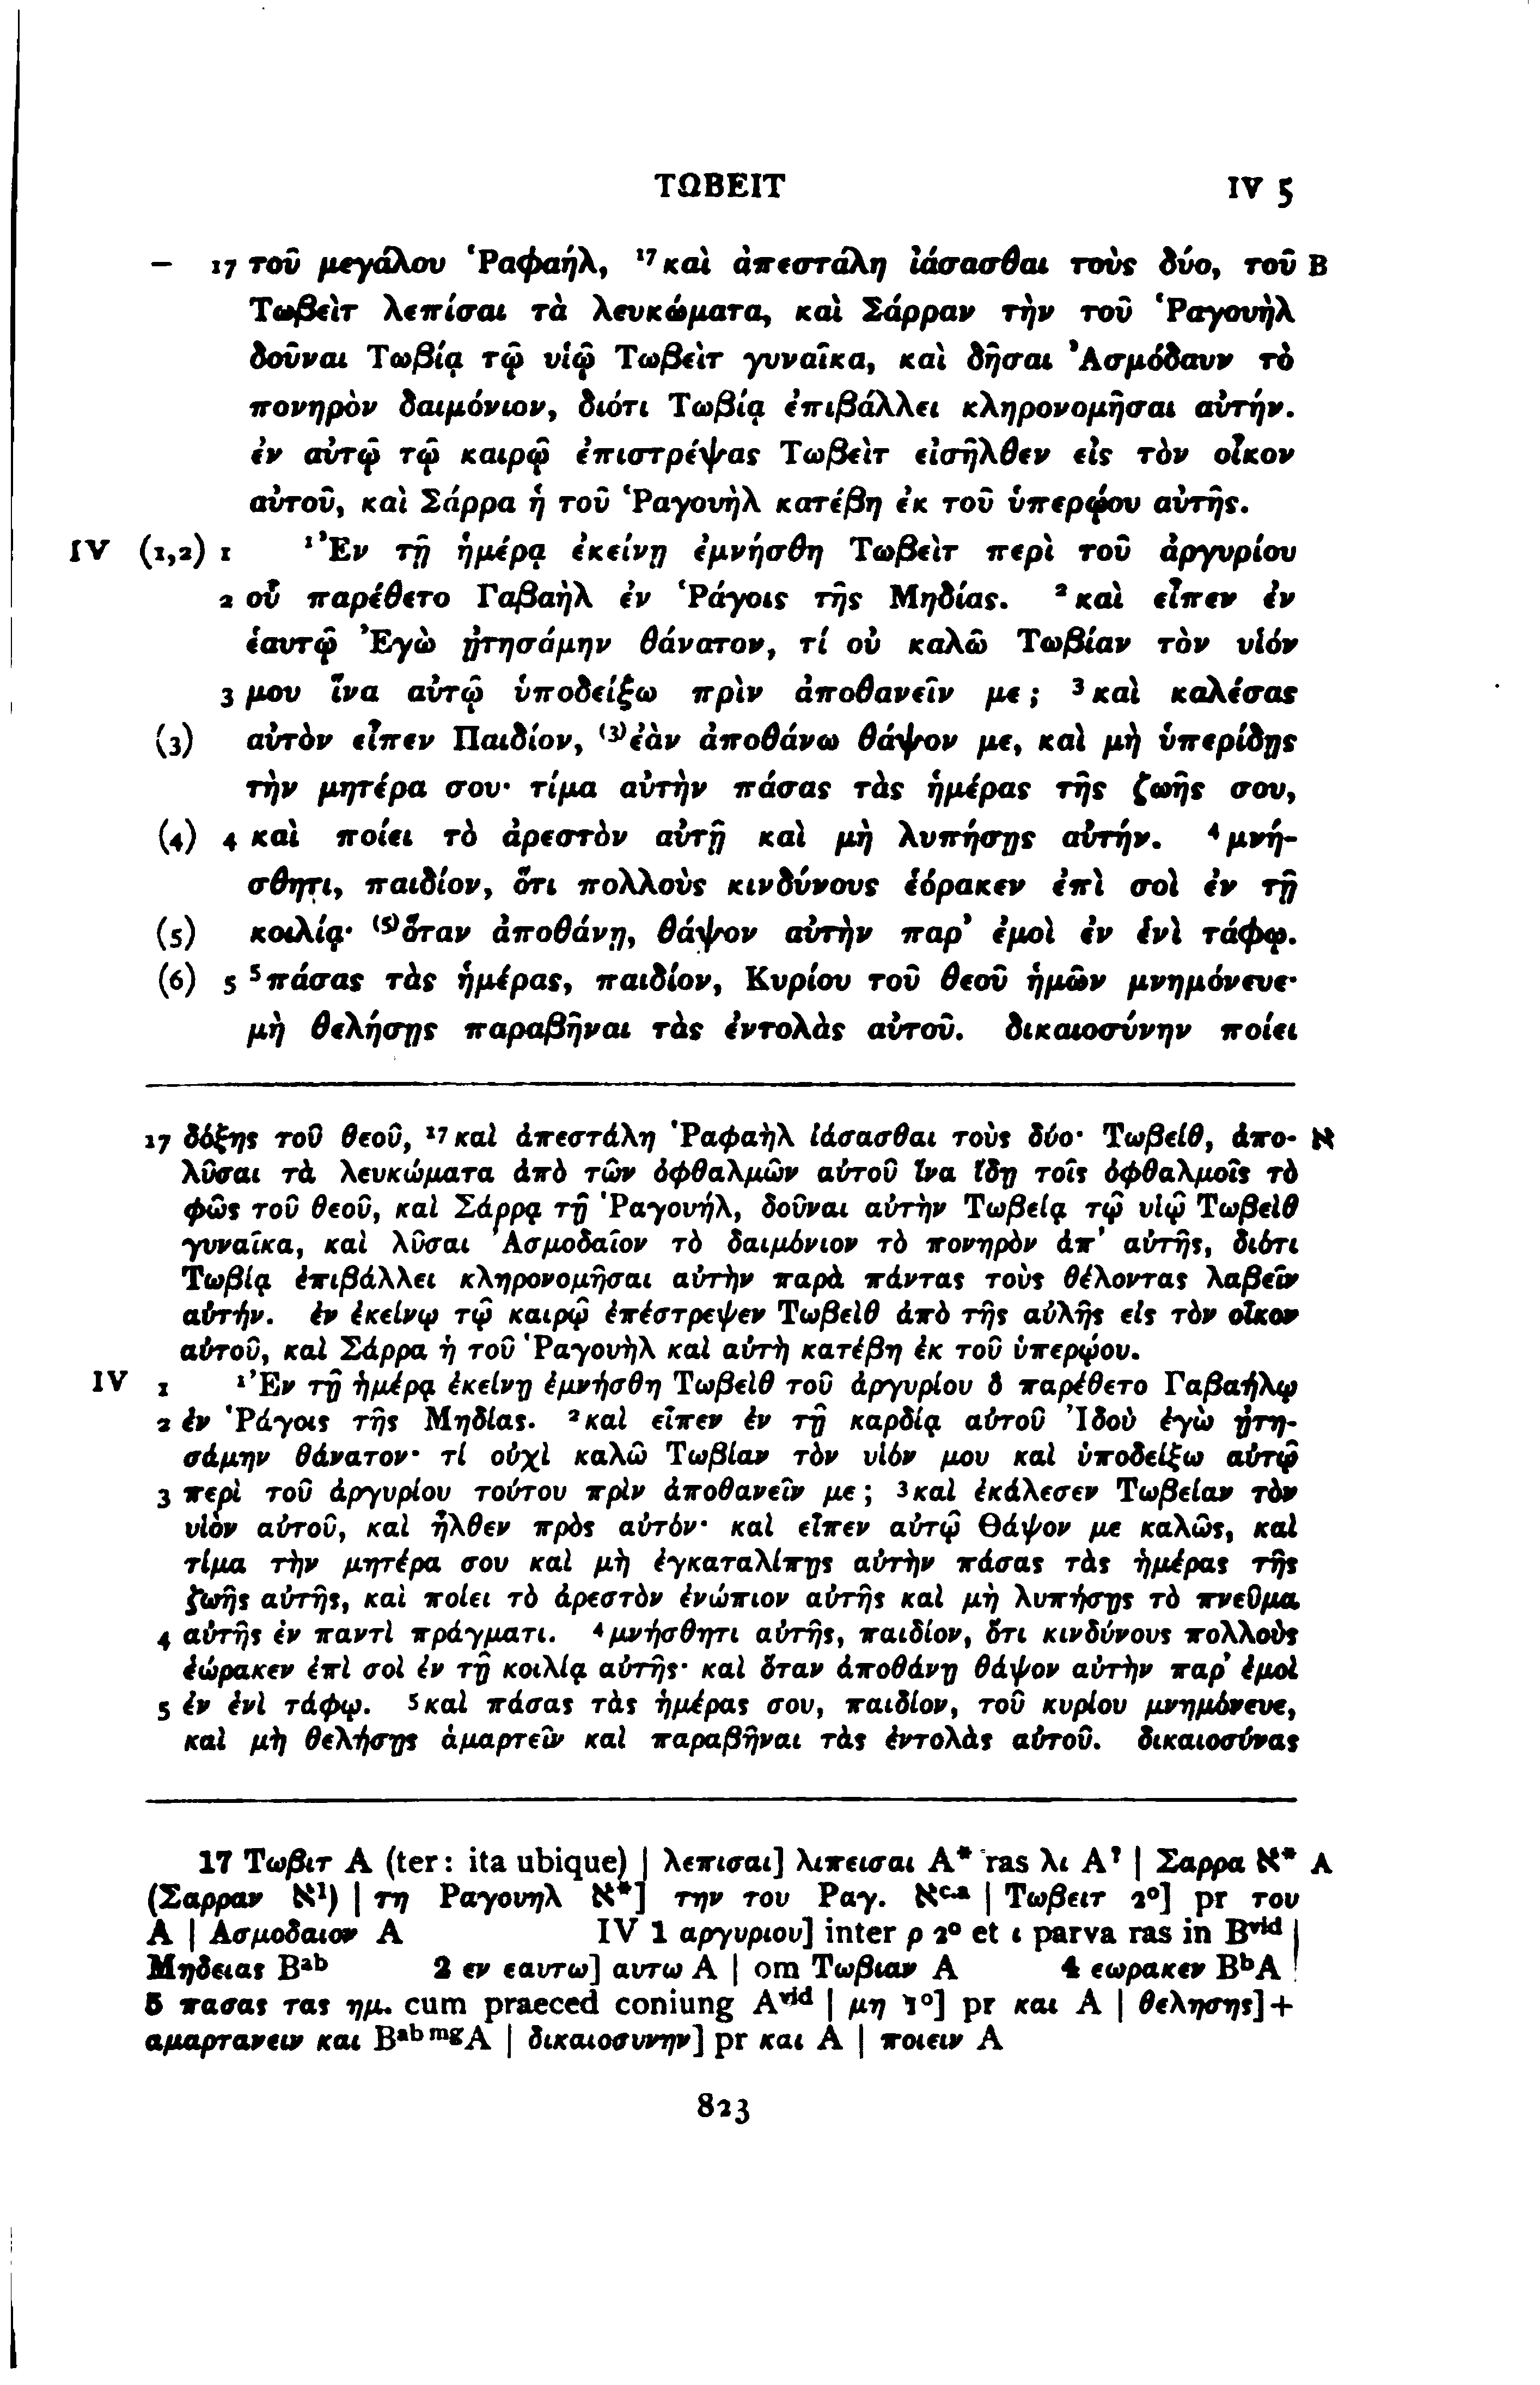 ΤΩΒΕΙΤ IV 5
— 17 τοῦ μεγάλου Ῥαφαήλ, ¹⁷καὶ ἀπεστάλη ἰάσασθαι τοὺς δύο, τοῦ B
Τωβεὶτ λεπίσαι τὰ λευκώματα, καὶ Σάρραν τὴν τοῦ Ῥαγουὴλ
δοῦναι Τωβίᾳ τῷ υἱῷ Τωβεὶτ γυναῖκα, καὶ δῆσαι Ἀσμόδαυν τὸ
πονηρὸν δαιμόνιον, διότι Τωβίᾳ ἐπιβάλλει κληρονομῆσαι αὐτήν.
ἐν αὐτῷ τῷ καιρῷ ἐπιστρέψας Τωβεὶτ εἰσῆλθεν εἰς τὸν οἶκον
αὐτοῦ, καὶ Σάρρα ἡ τοῦ Ῥαγουὴλ κατέβη ἐκ τοῦ ὑπερῴου αὐτῆς.
IV (1,2) 1 ¹Ἐν τῇ ἡμέρᾳ ἐκείνῃ ἐμνήσθη Τωβεὶτ περὶ τοῦ ἀργυρίου
2 οὗ παρέθετο Γαβαὴλ ἐν Ῥάγοις τῆς Μηδίας. ²καὶ εἶπεν ἐν
ἑαυτῷ Ἐγὼ ᾐτησάμην θάνατον, τί οὐ καλῶ Τωβίαν τὸν υἱόν
3 μου ἵνα αὐτῷ ὑποδείξω πρὶν ἀποθανεῖν με; ³καὶ καλέσας
(3) αὐτὸν εἶπεν Παιδίον, ⁽³⁾ἐὰν ἀποθάνω θάψον με, καὶ μὴ ὑπερίδῃς
τὴν μητέρα σου· τίμα αὐτὴν πάσας τὰς ἡμέρας τῆς ζωῆς σου,
(4) 4 καὶ ποίει τὸ ἀρεστὸν αὐτῇ καὶ μὴ λυπήσῃς αὐτήν. ⁴μνή-
σθητι, παιδίον, ὅτι πολλοὺς κινδύνους ἑόρακεν ἐπὶ σοὶ ἐν τῇ
(5) κοιλίᾳ· ⁽⁵⁾ὅταν ἀποθάνῃ, θάψον αὐτὴν παρ’ ἐμοὶ ἐν ἑνὶ τάφῳ.
(6) 5 ⁵πάσας τὰς ἡμέρας, παιδίον, Κυρίου τοῦ θεοῦ ἡμῶν μνημόνευε·
μὴ θελήσῃς παραβῆναι τὰς ἐντολὰς αὐτοῦ. δικαιοσύνην ποίει
17 δόξης τοῦ θεοῦ, ¹⁷καὶ ἀπεστάλη Ῥαφαὴλ ἰάσασθαι τοὺς δύο· Τωβείθ, ἀπο- א
λῦσαι τὰ λευκώματα ἀπὸ τῶν ὀφθαλμῶν αὐτοῦ ἵνα ἴδῃ τοῖς ὀφθαλμοῖς τὸ
φῶς τοῦ θεοῦ, καὶ Σάρρᾳ τῇ Ῥαγουήλ, δοῦναι αὐτὴν Τωβείᾳ τῷ υἱῷ Τωβεὶθ
γυναῖκα, καὶ λῦσαι Ἀσμοδαῖον τὸ δαιμόνιον τὸ πονηρὸν ἀπ’ αὐτῆς, διότι
Τωβίᾳ ἐπιβάλλει κληρονομῆσαι αὐτὴν παρὰ πάντας τοὺς θέλοντας λαβεῖν
αὐτήν. ἐν ἐκείνῳ τῷ καιρῷ ἐπέστρεψεν Τωβεὶθ ἀπὸ τῆς αὐλῆς εἰς τὸν οἶκον
αὐτοῦ, καὶ Σάρρα ἡ τοῦ Ῥαγουὴλ καὶ αὐτὴ κατέβη ἐκ τοῦ ὑπερῴου.
IV 1 ¹Ἐν τῇ ἡμέρᾳ ἐκείνῃ ἐμνήσθη Τωβεὶθ τοῦ ἀργυρίου ὃ παρέθετο Γαβαήλῳ
2 ἐν Ῥάγοις τῆς Μηδίας. ²καὶ εἶπεν ἐν τῇ καρδίᾳ αὐτοῦ Ἰδοὺ ἐγὼ ᾐτη-
σάμην θάνατον· τί οὐχὶ καλῶ Τωβίαν τὸν υἱόν μου καὶ ὑποδείξω αὐτῷ
3 περὶ τοῦ ἀργυρίου τούτου πρὶν ἀποθανεῖν με; ³καὶ ἐκάλεσεν Τωβείαν τὸν
υἱὸν αὐτοῦ, καὶ ἦλθεν πρὸς αὐτόν· καὶ εἶπεν αὐτῷ Θάψον με καλῶς, καὶ
τίμα τὴν μητέρα σου καὶ μὴ ἐγκαταλίπῃς αὐτὴν πάσας τὰς ἡμέρας τῆς
ζωῆς αὐτῆς, καὶ ποίει τὸ ἀρεστὸν ἐνώπιον αὐτῆς καὶ μὴ λυπήσῃς τὸ πνεῦμα
4 αὐτῆς ἐν παντὶ πράγματι. ⁴μνήσθητι αὐτῆς, παιδίον, ὅτι κινδύνους πολλοὺς
ἑώρακεν ἐπὶ σοὶ ἐν τῇ κοιλίᾳ αὐτῆς· καὶ ὅταν ἀποθάνῃ θάψον αὐτὴν παρ’ ἐμοὶ
5 ἐν ἑνὶ τάφῳ. ⁵καὶ πάσας τὰς ἡμέρας σου, παιδίον, τοῦ κυρίου μνημόνευε,
καὶ μὴ θελήσῃς ἁμαρτεῖν καὶ παραβῆναι τὰς ἐντολὰς αὐτοῦ. δικαιοσύνας
17 Τωβιτ A (ter: ita ubique) | λεπισαι] λιπεισαι A* ras λι A? | Σαρρα א* A
(Σαρραν א¹) | τη Ραγουηλ א*] την του Ραγ. אᶜ·ᵃ | Τωβειτ 2°] pr του
A | Ασμοδαιον A IV 1 αργυριου] inter ρ 2° et ι parva ras in Bᵛⁱᵈ |
Μηδειας Bᵃᵇ 2 εν εαυτω] αυτω A | om Τωβιαν A 4 εωρακεν BᵇA |
5 πασας τας ημ. cum praeced coniung Aᵛⁱᵈ | μη 1°] pr και A | θελησης]+
αμαρτανειν και Bᵃᵇ ᵐᵍA | δικαιοσυνην] pr και A | ποιειν A
823